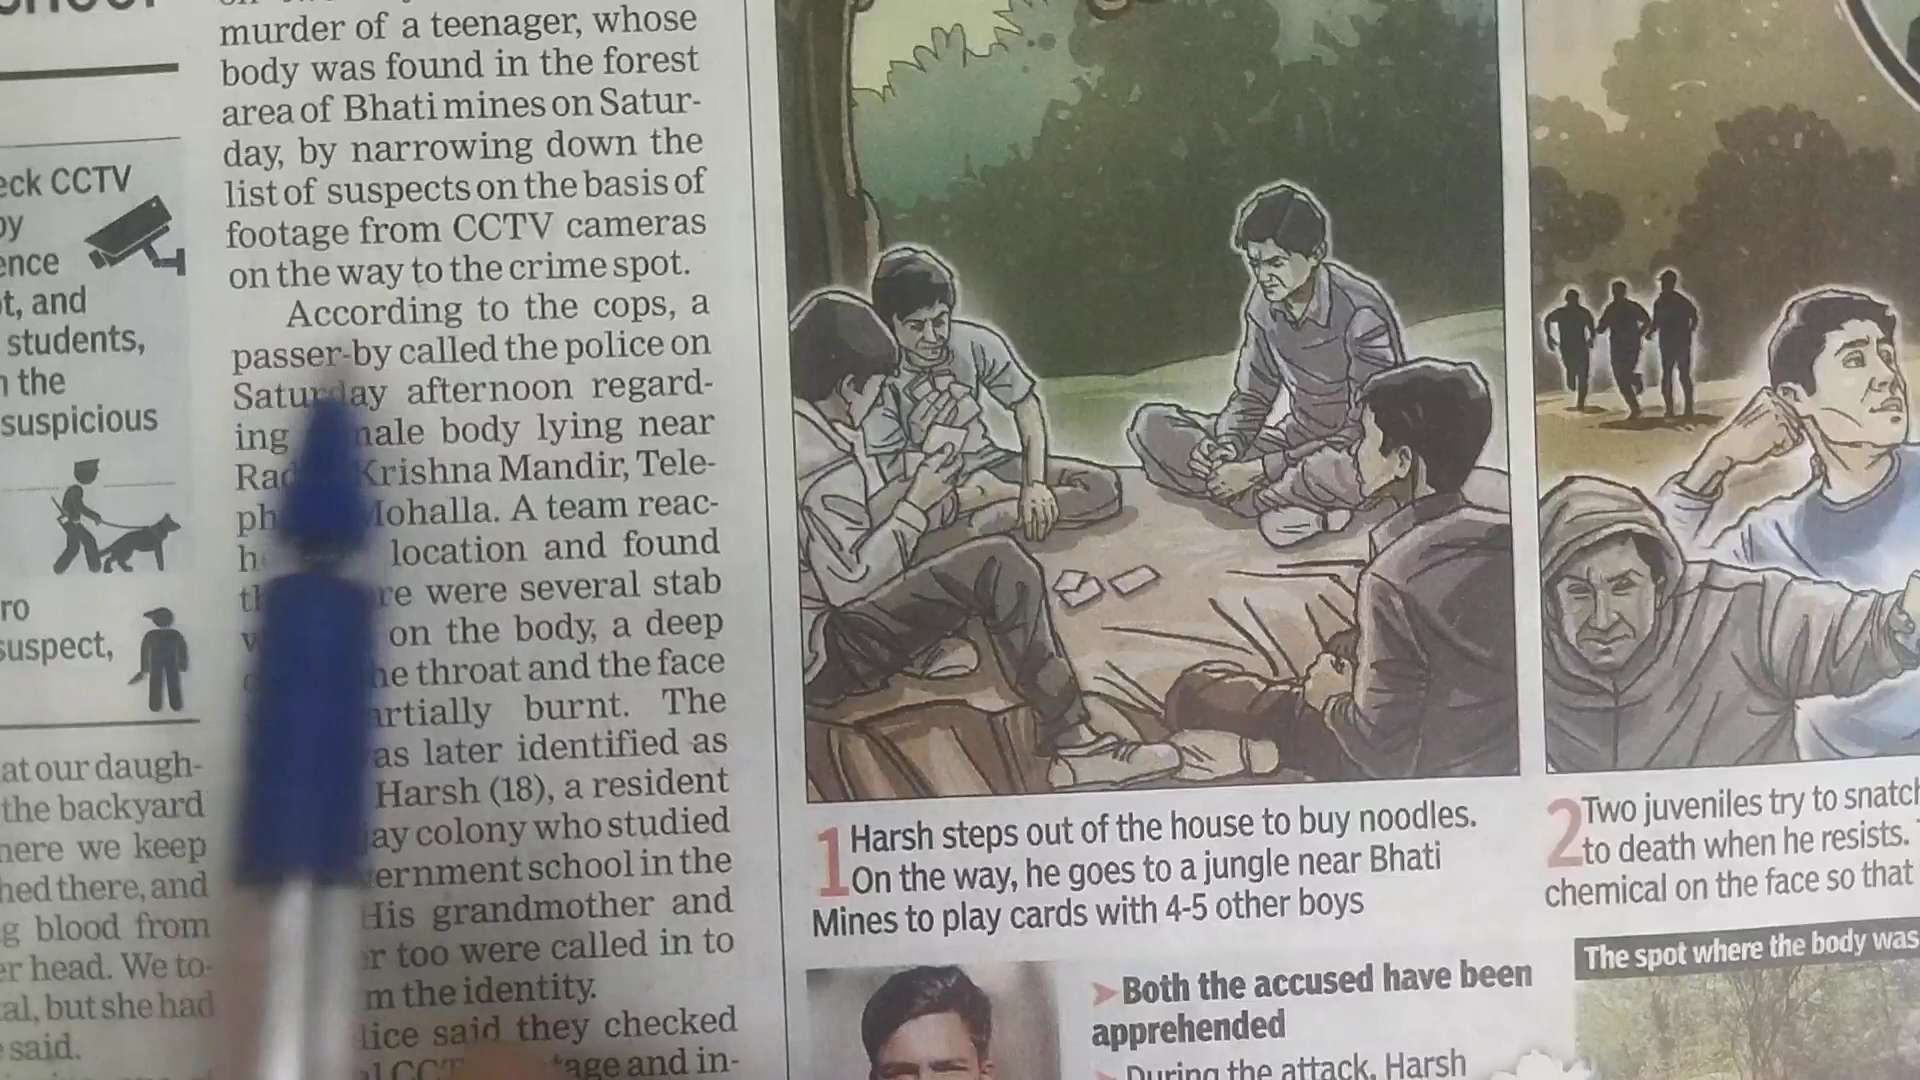 eck CCTV
by
ence
t, and
students,
n the
suspicious
ro
suspect,
at our daugh-
the backyard
here we keep
hed there, and
g blood from
er head. We to-
al, but she had
said.
murder of a teenager, whose
body was found in the forest
area of Bhati mines on Satur-
day, by narrowing down the
list of suspects on the basis of
footage from CCTV cameras
on the way to the crime spot.
According to the cops, a
passer-by called the police on
Saturday afternoon regard-
ing male body lying near
Krishna Mandir, Tele-
Mohalla. A team reac-
location and found
were several stab
on the body, a deep
throat and the face
artially burnt. The
as later identified as
Harsh (18), a resident
ay colony who studied
ernment school in the
His grandmother and
r too were called in to
m the identity.
lice said they checked
age and in-
1 Harsh steps out of the house to buy noodles.
On the way, he goes to a jungle near Bhati
Mines to play cards with 4-5 other boys
➤Both the accused have been
apprehended
➤During the attack, Harsh
2 Two juveniles try to snatch
to death when he resists.
chemical on the face so that
The spot where the body was